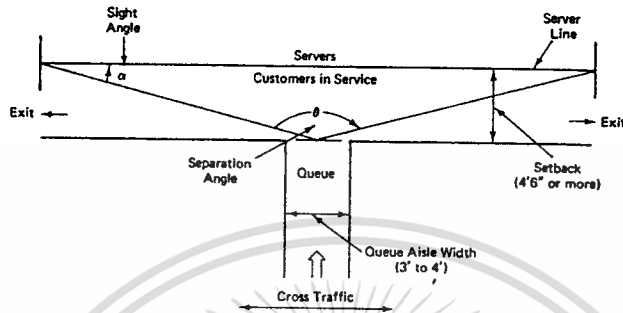 Sight
Angle
Servers
Server
Line
α
Customers in Service
Exit
θ
Exit
Separation
Angle
Queue
Setback
(4'6" or more)
Queue Aisle Width
(3' to 4')
Cross Traffic